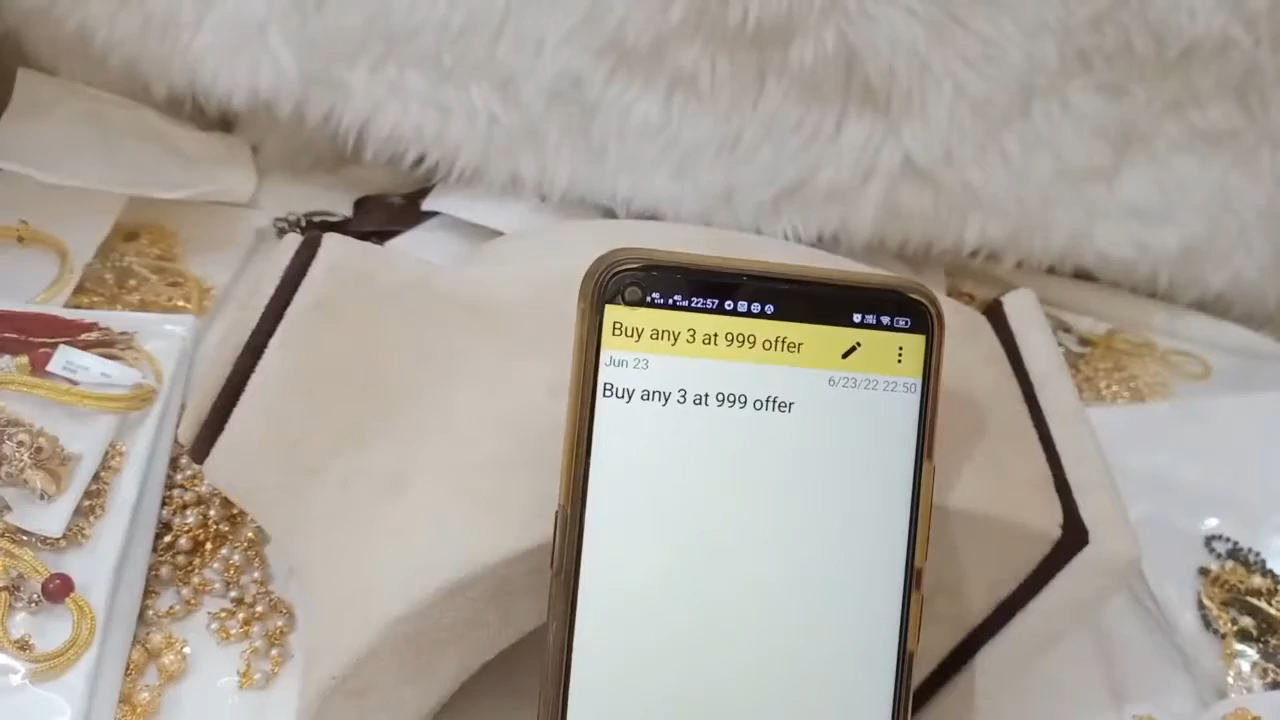 22:57
Buy any 3 at 999 offer
Jun 23
6/23/22 22:50
Buy any 3 at 999 offer